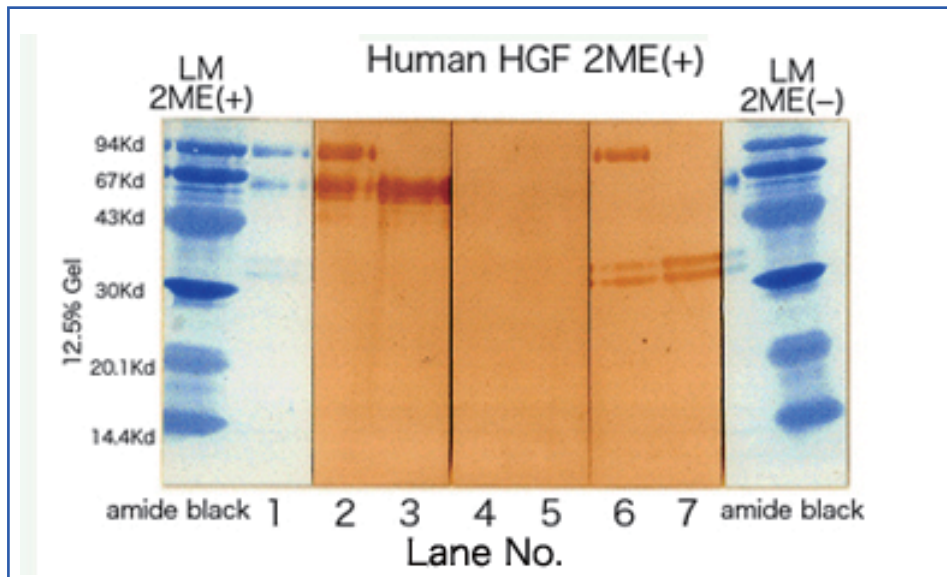 Human HGF 2ME(+)
LM
2ME(+)
LM
2ME(−)
94Kd
67Kd
43Kd
30Kd
20.1Kd
14.4Kd
12.5% Gel
amide black 1 2 3 4 5 6 7 amide black
Lane No.